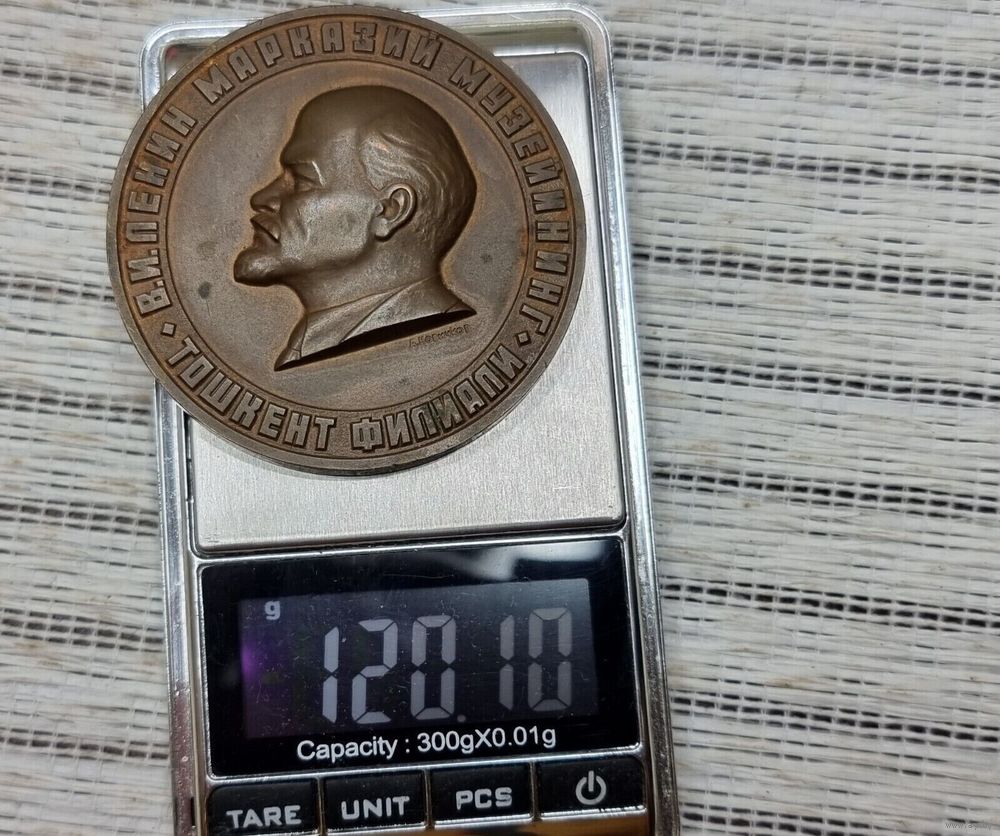 В.И.ЛЕНИН МАРКАЗИЙ МУЗЕЙИНИНГ
• ТОШКЕНТ ФИЛИАЛИ •
g
120.10
Capacity : 300gX0.01g
TARE UNIT PCS